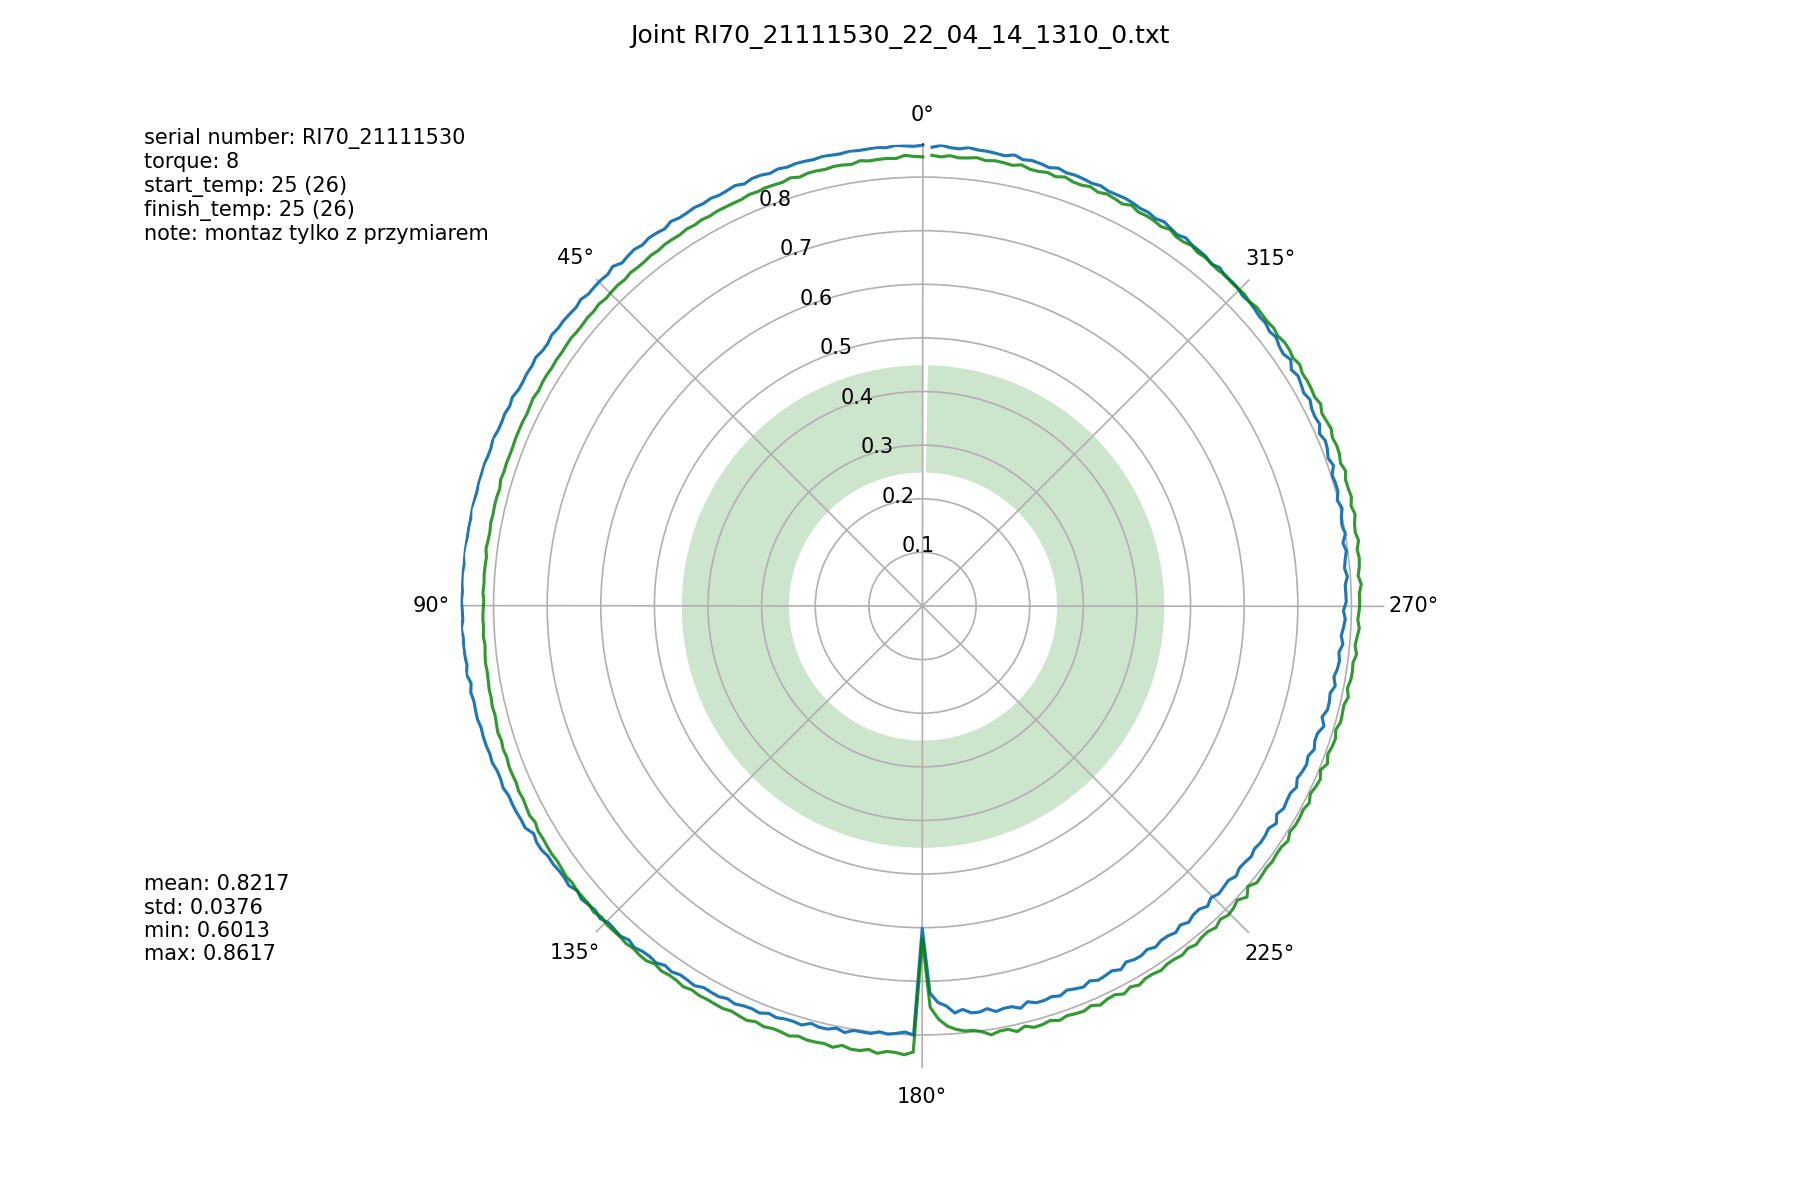 Joint RI70_21111530_22_04_14_1310_0.txt
serial number: RI70_21111530
torque: 8
start_temp: 25 (26)
finish_temp: 25 (26)
note: montaz tylko z przymiarem
0°
45°
315°
0.8
0.7
0.6
0.5
0.4
0.3
0.2
0.1
90°
270°
mean: 0.8217
std: 0.0376
min: 0.6013
max: 0.8617
135°
225°
180°